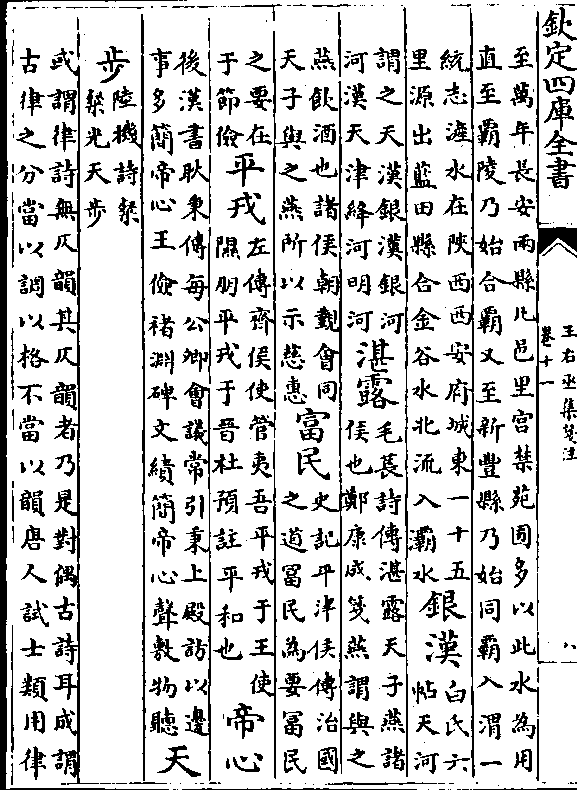 欽定四庫全書
王右丞集箋注
卷十一
八
至萬年長安兩縣凡邑里宫禁苑囿多以此水為用
直至霸陵乃始合霸又至新豐縣乃始同霸入渭一
統志滻水在陜西西安府城東一十五
里源出藍田縣合金谷水北流入灞水
銀漢
白氏六
帖天河
謂之天漢銀漢銀河
河漢天津絳河明河
湛露
毛萇詩傳湛露天子燕諸
侯也鄭康成箋燕謂與之
燕飲酒也諸侯朝覲會同
天子與之燕所以示慈惠
富民
史記平津侯傳治國
之道冨民為要冨民
之要在
于節儉
平戎
左傳齊侯使管夷吾平戎于王使
隰朋平戎于晉杜預註平和也
帝心
後漢書耿秉傳每公卿會議常引秉上殿訪以邊
事多簡帝心王儉禇淵碑文績簡帝心聲敷物聽
天
步
陸機詩粲
粲光天步
或謂律詩無仄韻其仄韻者乃是對偶古詩耳成謂
古律之分當以調以格不當以韻唐人試士類用律